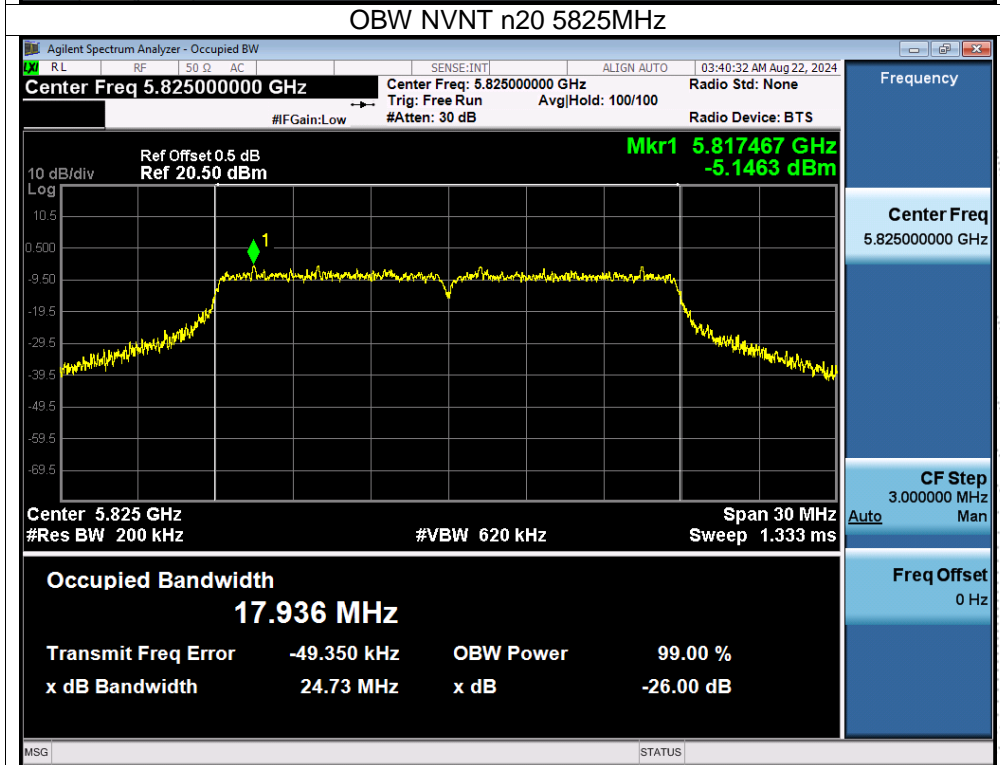 OBW NVNT n20 5825MHz
Agilent Spectrum Analyzer - Occupied BW
LXI RL RF 50 Ω AC SENSE:INT ALIGN AUTO 03:40:32 AM Aug 22, 2024
Center Freq 5.825000000 GHz
Center Freq: 5.825000000 GHz
Radio Std: None
Trig: Free Run Avg|Hold: 100/100
#IFGain:Low #Atten: 30 dB Radio Device: BTS
Frequency
Mkr1 5.817467 GHz
-5.1463 dBm
Ref Offset 0.5 dB
10 dB/div Ref 20.50 dBm
Log
10.5
0.500
-9.50
-19.5
-29.5
-39.5
-49.5
-59.5
-69.5
1
Center Freq
5.825000000 GHz
CF Step
3.000000 MHz
Auto Man
Freq Offset
0 Hz
Center 5.825 GHz Span 30 MHz
#Res BW 200 kHz #VBW 620 kHz Sweep 1.333 ms
Occupied Bandwidth
17.936 MHz
Transmit Freq Error -49.350 kHz OBW Power 99.00 %
x dB Bandwidth 24.73 MHz x dB -26.00 dB
MSG STATUS